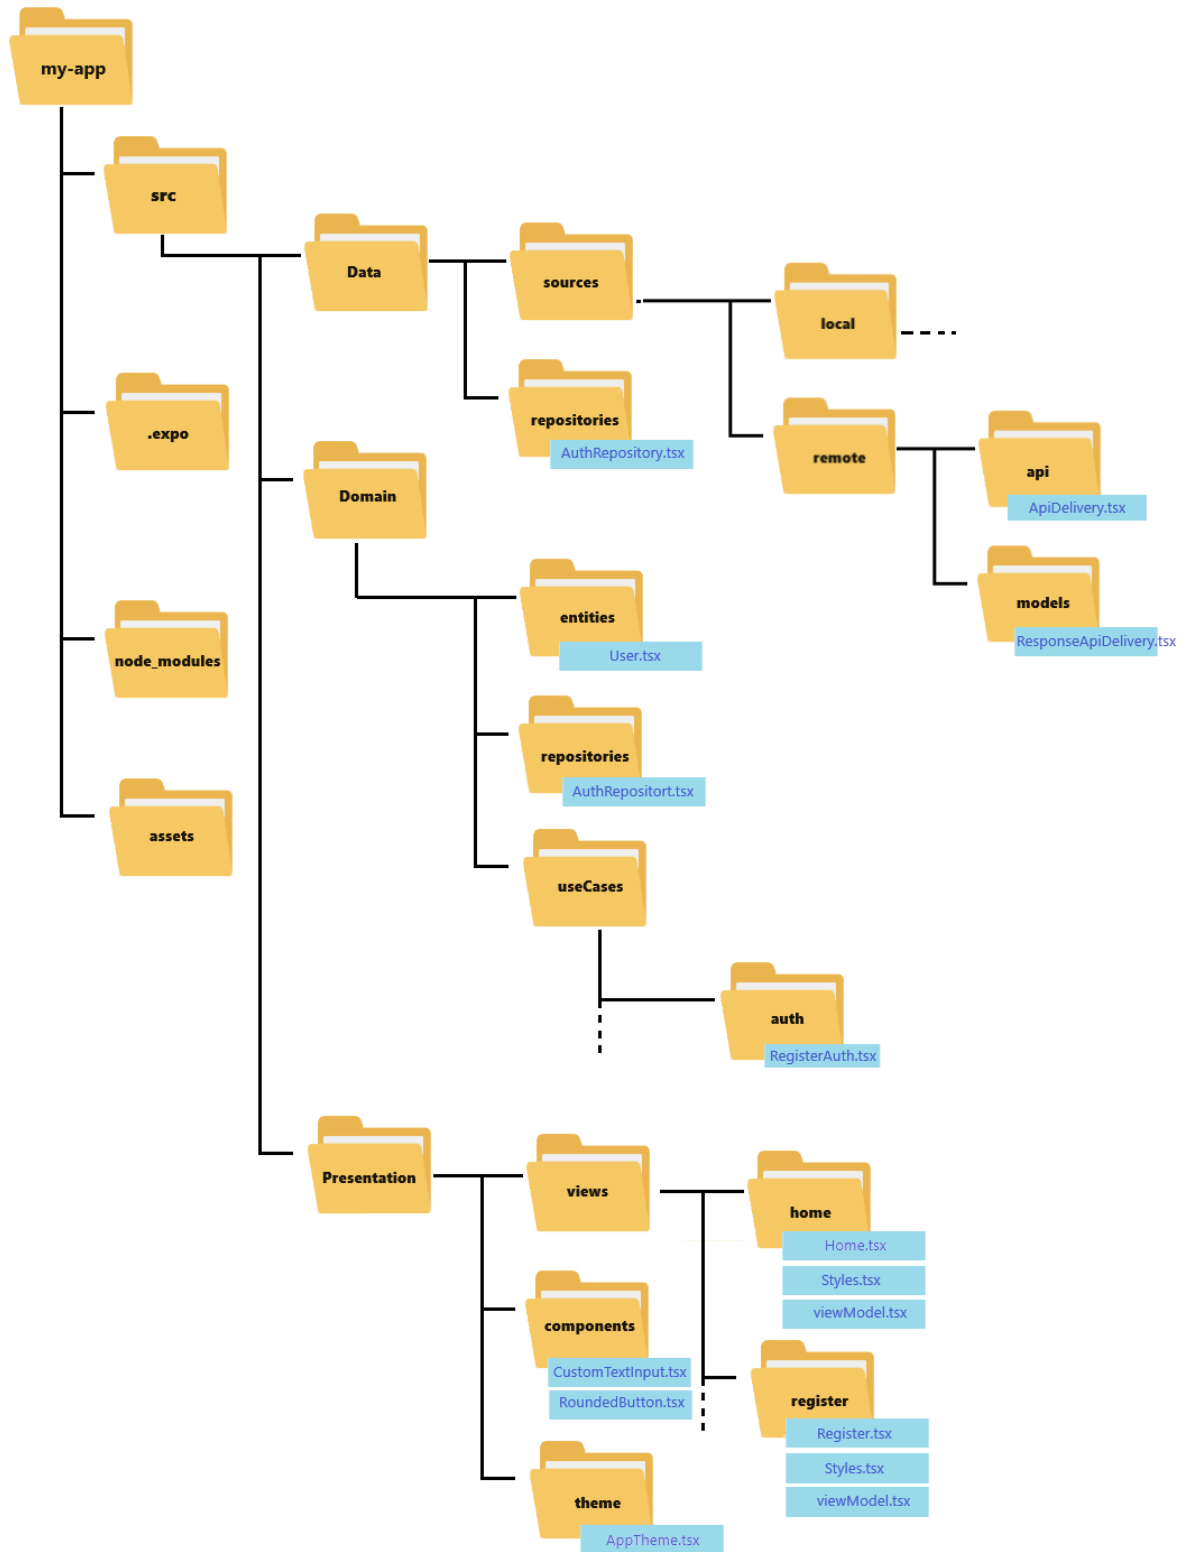 my-app
src
Data
sources
local
repositories
AuthRepository.tsx
remote
api
ApiDelivery.tsx
models
ResponseApiDelivery.tsx
.expo
Domain
entities
User.tsx
node_modules
repositories
AuthRepositort.tsx
assets
useCases
auth
RegisterAuth.tsx
Presentation
views
home
Home.tsx
Styles.tsx
viewModel.tsx
components
CustomTextInput.tsx
RoundedButton.tsx
register
Register.tsx
Styles.tsx
viewModel.tsx
theme
AppTheme.tsx